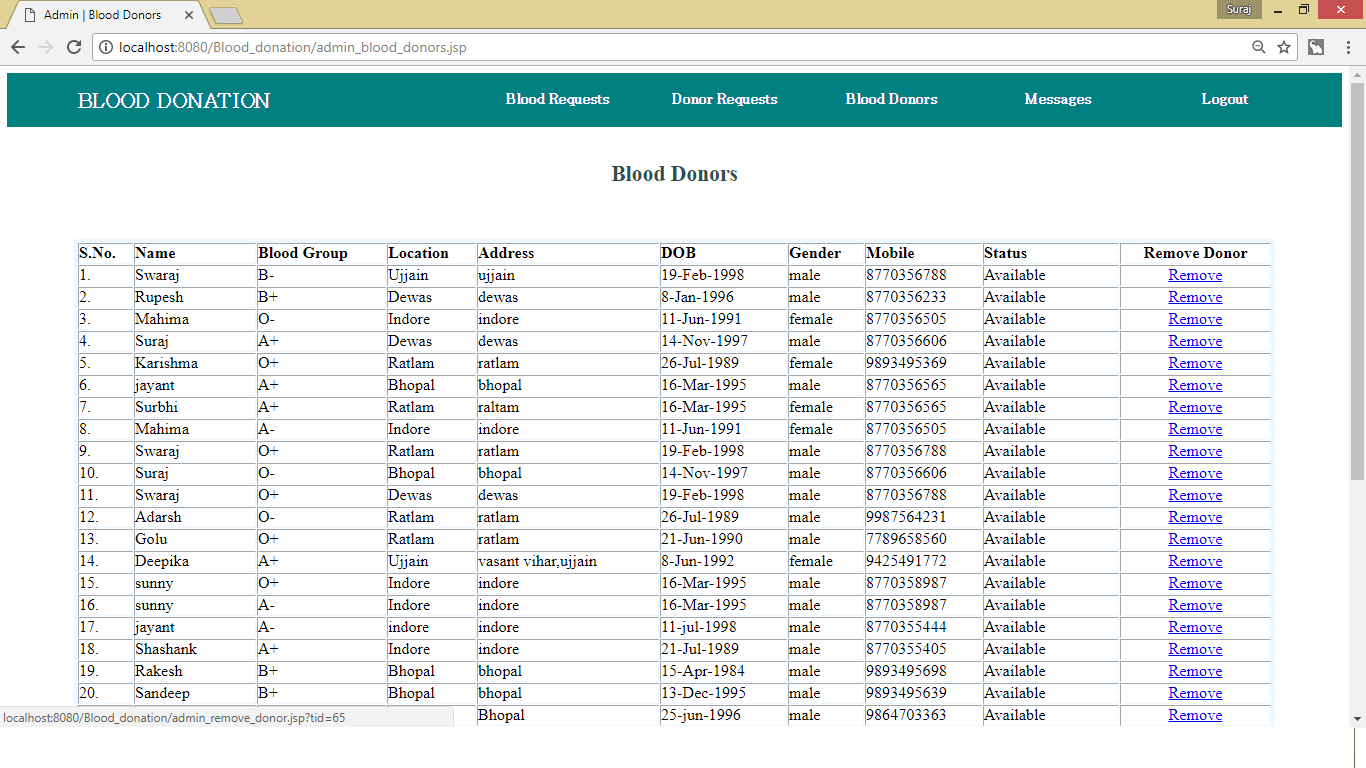 Admin | Blood Donors
Suraj
localhost:8080/Blood_donation/admin_blood_donors.jsp
BLOOD DONATION Blood Requests Donor Requests Blood Donors Messages Logout
Blood Donors
S.No. Name Blood Group Location Address DOB Gender Mobile Status Remove Donor
1. Swaraj B- Ujjain ujjain 19-Feb-1998 male 8770356788 Available Remove
2. Rupesh B+ Dewas dewas 8-Jan-1996 male 8770356233 Available Remove
3. Mahima O- Indore indore 11-Jun-1991 female 8770356505 Available Remove
4. Suraj A+ Dewas dewas 14-Nov-1997 male 8770356606 Available Remove
5. Karishma O+ Ratlam ratlam 26-Jul-1989 female 9893495369 Available Remove
6. jayant A+ Bhopal bhopal 16-Mar-1995 male 8770356565 Available Remove
7. Surbhi A+ Ratlam raltam 16-Mar-1995 female 8770356565 Available Remove
8. Mahima A- Indore indore 11-Jun-1991 female 8770356505 Available Remove
9. Swaraj O+ Ratlam ratlam 19-Feb-1998 male 8770356788 Available Remove
10. Suraj O- Bhopal bhopal 14-Nov-1997 male 8770356606 Available Remove
11. Swaraj O+ Dewas dewas 19-Feb-1998 male 8770356788 Available Remove
12. Adarsh O- Ratlam ratlam 26-Jul-1989 male 9987564231 Available Remove
13. Golu O+ Ratlam ratlam 21-Jun-1990 male 7789658560 Available Remove
14. Deepika A+ Ujjain vasant vihar,ujjain 8-Jun-1992 female 9425491772 Available Remove
15. sunny O+ Indore indore 16-Mar-1995 male 8770358987 Available Remove
16. sunny A- Indore indore 16-Mar-1995 male 8770358987 Available Remove
17. jayant A- indore indore 11-jul-1998 male 8770355444 Available Remove
18. Shashank A+ Indore indore 21-Jul-1989 male 8770355405 Available Remove
19. Rakesh B+ Bhopal bhopal 15-Apr-1984 male 9893495698 Available Remove
20. Sandeep B+ Bhopal bhopal 13-Dec-1995 male 9893495639 Available Remove
Bhopal 25-jun-1996 male 9864703363 Available Remove
localhost:8080/Blood_donation/admin_remove_donor.jsp?tid=65